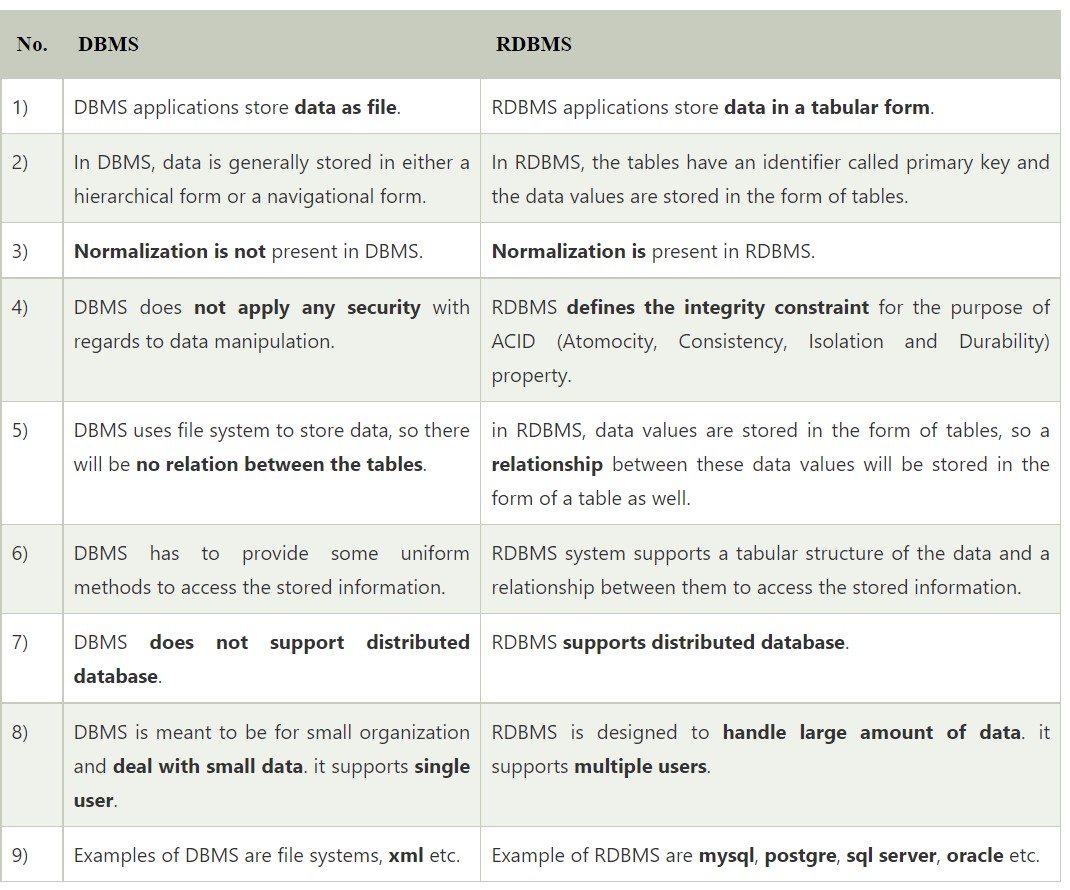 No. DBMS RDBMS
1) DBMS applications store data as file. RDBMS applications store data in a tabular form.
2) In DBMS, data is generally stored in either a In RDBMS, the tables have an identifier called primary key and
hierarchical form or a navigational form. the data values are stored in the form of tables.
3) Normalization is not present in DBMS. Normalization is present in RDBMS.
4) DBMS does not apply any security with RDBMS defines the integrity constraint for the purpose of
regards to data manipulation. ACID (Atomocity, Consistency, Isolation and Durability)
property.
5) DBMS uses file system to store data, so there in RDBMS, data values are stored in the form of tables, so a
will be no relation between the tables. relationship between these data values will be stored in the
form of a table as well.
6) DBMS has to provide some uniform RDBMS system supports a tabular structure of the data and a
methods to access the stored information. relationship between them to access the stored information.
7) DBMS does not support distributed RDBMS supports distributed database.
database.
8) DBMS is meant to be for small organization RDBMS is designed to handle large amount of data. it
and deal with small data. it supports single supports multiple users.
user.
9) Examples of DBMS are file systems, xml etc. Example of RDBMS are mysql, postgre, sql server, oracle etc.